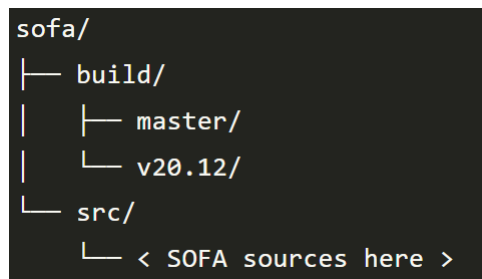 sofa/
├── build/
│   ├── master/
│   └── v20.12/
└── src/
    └── < SOFA sources here >